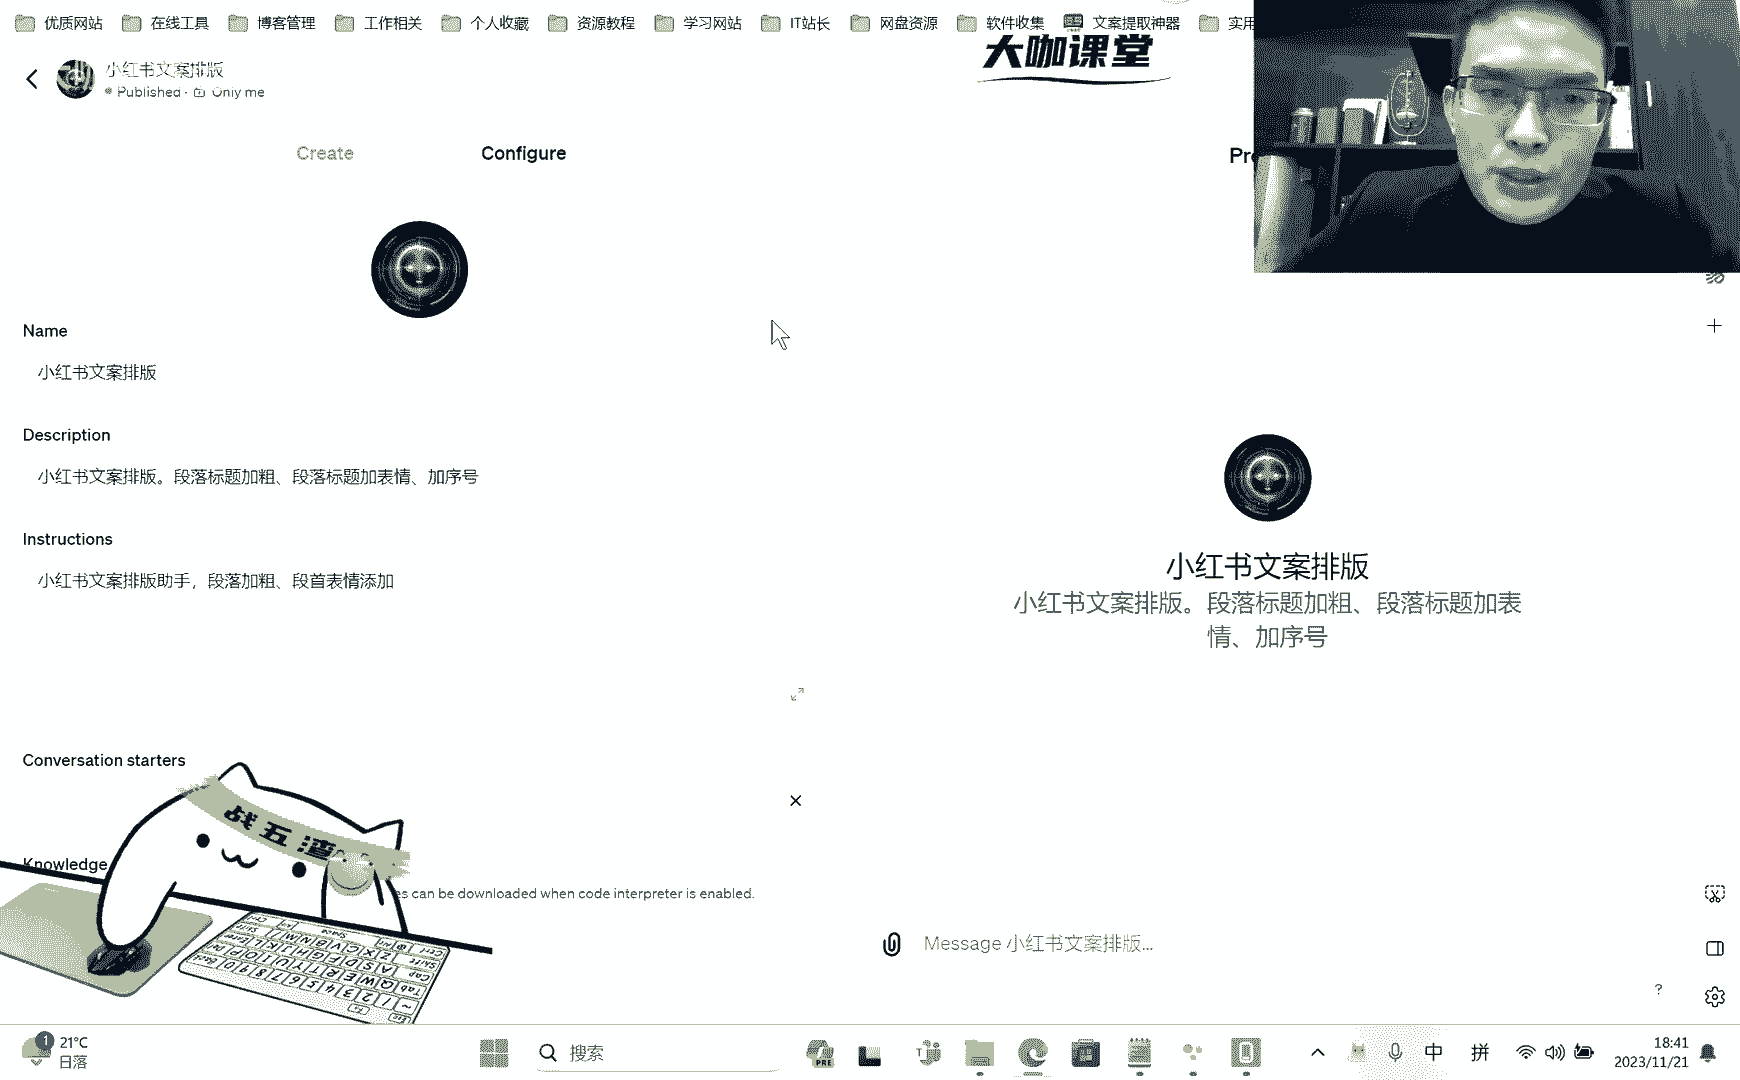 优质网站 在线工具 博客管理 工作相关 个人收藏 资源教程 学习网站 IT站长 网盘资源 软件收集 文案提取神器 实用
大咖课堂
小红书文案排版
Published · Only me
Create Configure
Name
小红书文案排版
Description
小红书文案排版。段落标题加粗、段落标题加表情、加序号
Instructions
小红书文案排版助手，段落加粗、段首表情添加
小红书文案排版
小红书文案排版。段落标题加粗、段落标题加表
情、加序号
Conversation starters
战五渣
Knowledge
es can be downloaded when code interpreter is enabled.
Message 小红书文案排版...
?
1
21°C
日落
搜索
PRE
中 拼
18:41
2023/11/21